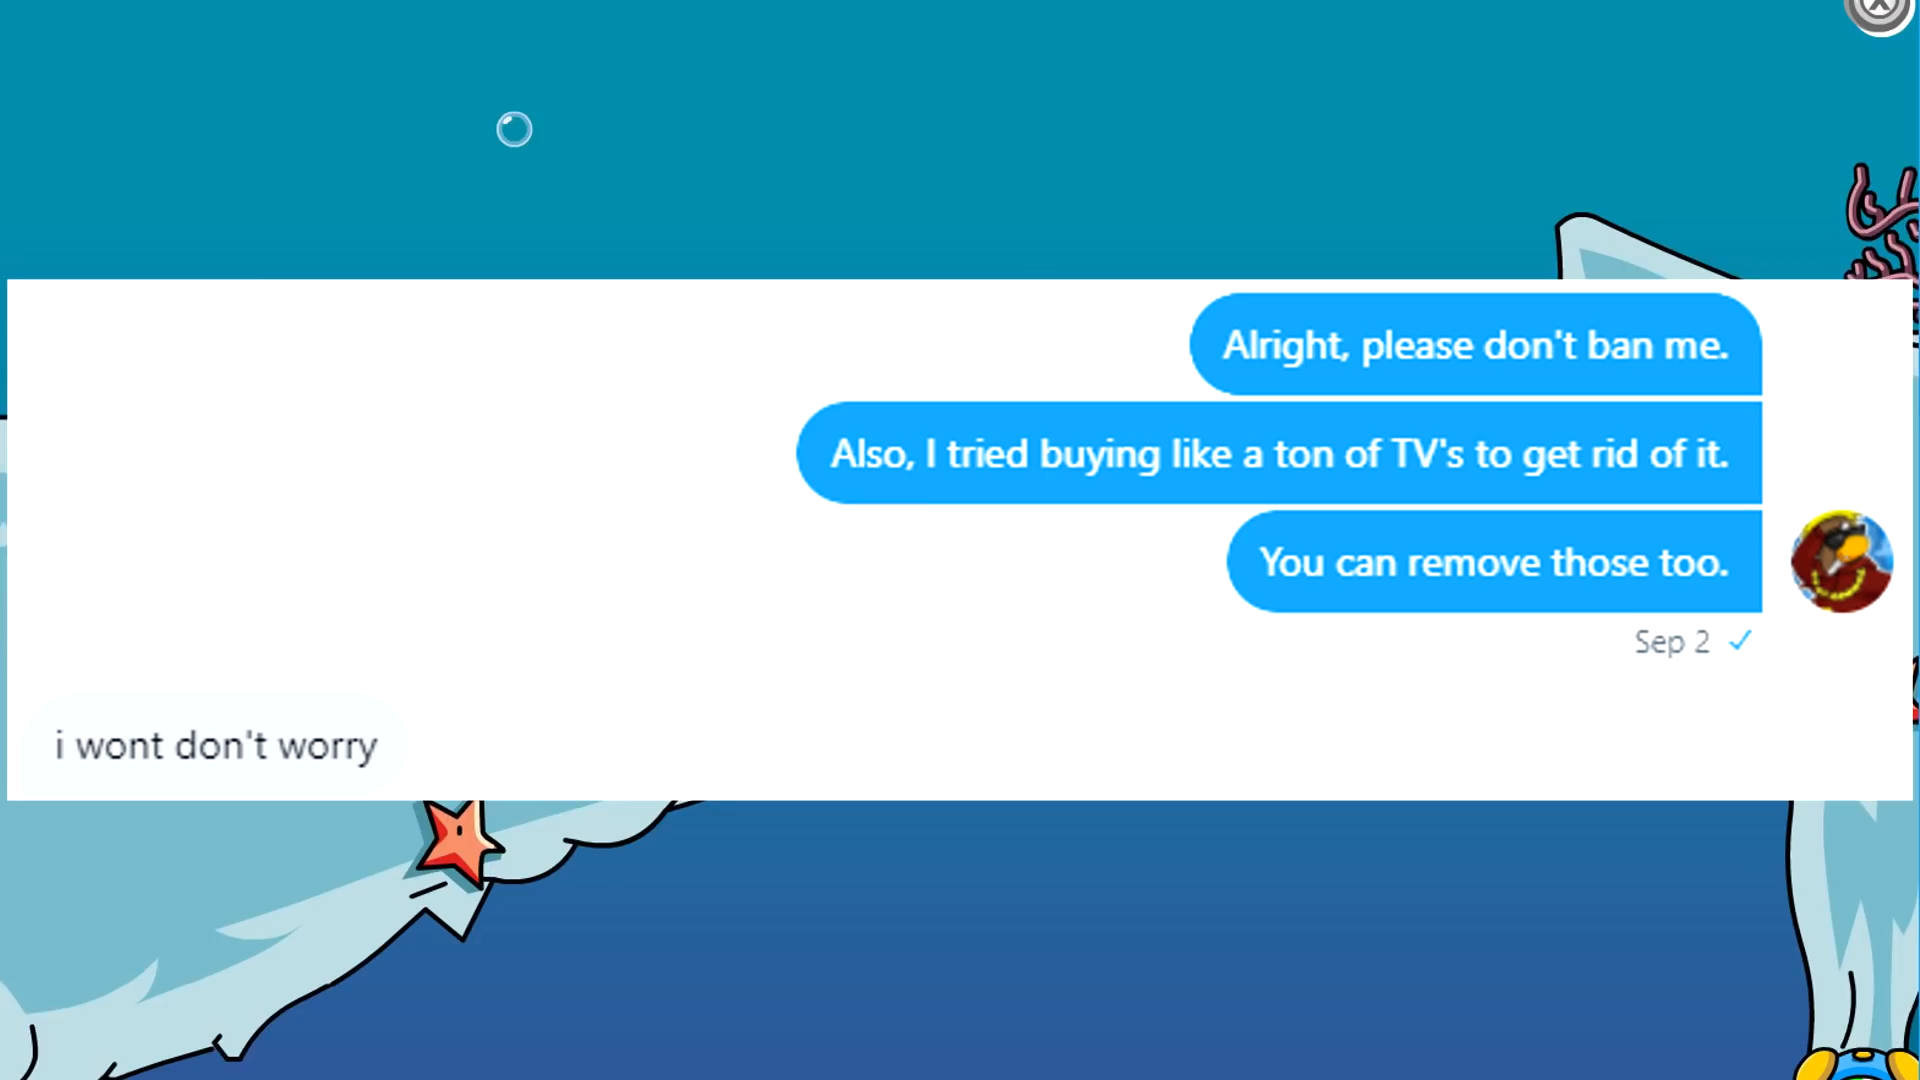 Alright, please don't ban me.
Also, I tried buying like a ton of TV's to get rid of it.
You can remove those too.
Sep 2
i wont don't worry